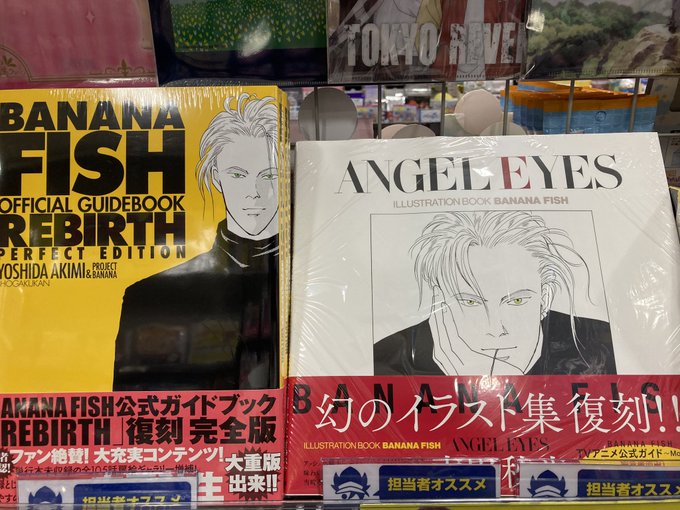 TOKYO REVE
BANANA
FISH
OFFICIAL GUIDEBOOK
REBIRTH
PERFECT EDITION
YOSHIDA AKIMI & PROJECT BANANA
SHOGAKUKAN
BANANA FISH公式ガイドブック
REBIRTH」復刻 完全版
ファン絶賛!大充実コンテンツ!
大重版
出来!!
ANGEL EYES
ILLUSTRATION BOOK BANANA FISH
BANANA FIS
幻のイラスト集 復刻!!
ILLUSTRATION BOOK BANANA FISH ANGEL EYES
BANANA FISH
TVアニメ公式ガイド
担当者オススメ
担当者オススメ
担当者オススメ